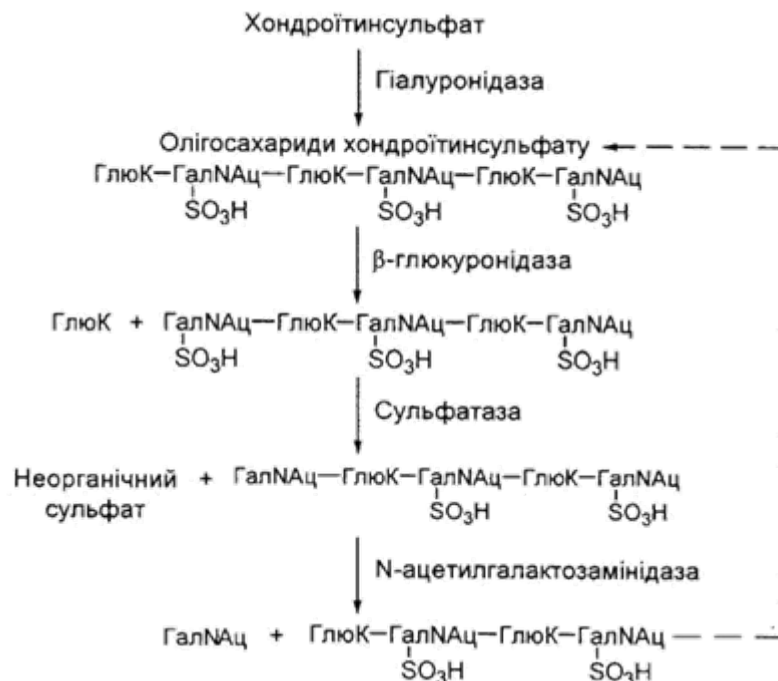 Хондроїтинсульфат
Гіалуронідаза
Олігосахариди хондроїтинсульфату
ГлюК—ГалNАц—ГлюК—ГалNАц—ГлюК—ГалNАц
SO₃H SO₃H SO₃H
β-глюкуронідаза
ГлюК + ГалNАц—ГлюК—ГалNАц—ГлюК—ГалNАц
SO₃H SO₃H SO₃H
Сульфатаза
Неорганічний + ГалNАц—ГлюК—ГалNАц—ГлюК—ГалNАц
сульфат SO₃H SO₃H
N-ацетилгалактозамінідаза
ГалNАц + ГлюК—ГалNАц—ГлюК—ГалNАц
SO₃H SO₃H